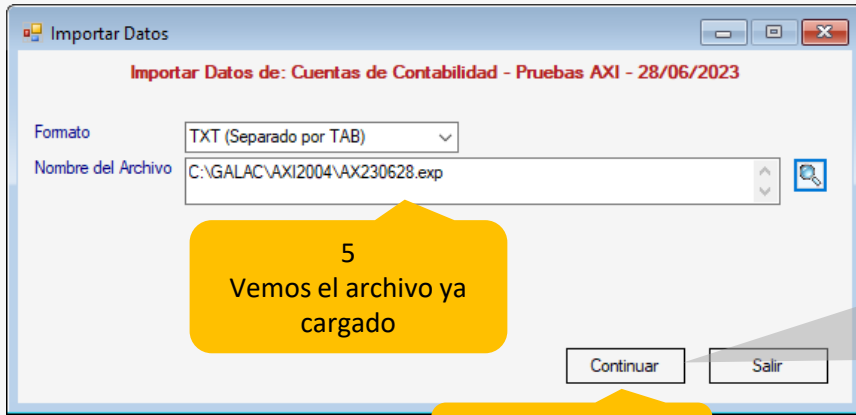 Importar Datos
Importar Datos de: Cuentas de Contabilidad - Pruebas AXI - 28/06/2023
Formato
TXT (Separado por TAB)
Nombre del Archivo
C:\GALAC\AXI2004\AX230628.exp
5
Vemos el archivo ya
cargado
Continuar
Salir